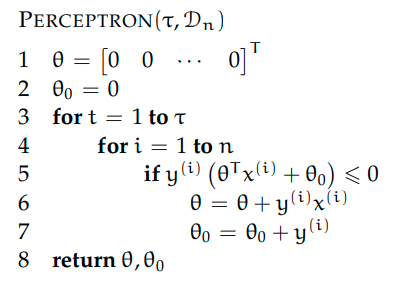 PERCEPTRON(τ, 𝒟ₙ)
1 θ = [0 0 ⋯ 0]ᵀ
2 θ₀ = 0
3 for t = 1 to τ
4 for i = 1 to n
5 if y⁽ⁱ⁾ (θᵀx⁽ⁱ⁾ + θ₀) ⩽ 0
6 θ = θ + y⁽ⁱ⁾x⁽ⁱ⁾
7 θ₀ = θ₀ + y⁽ⁱ⁾
8 return θ, θ₀